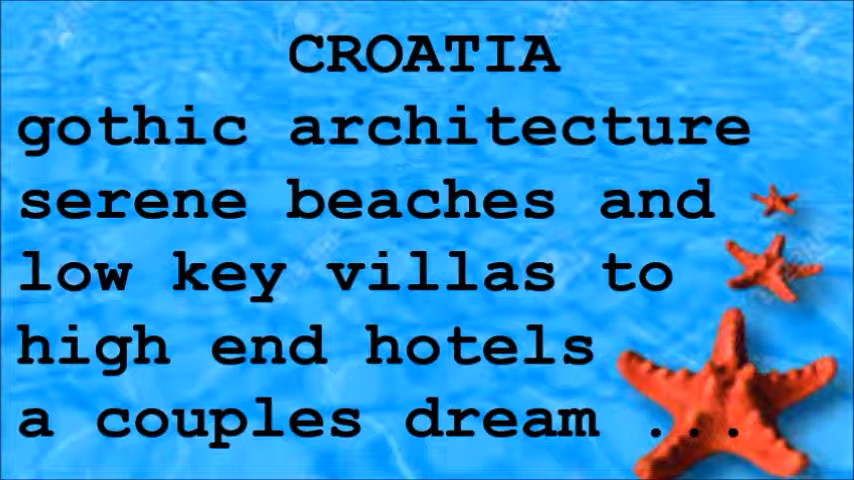 CROATIA
gothic architecture
serene beaches and
low key villas to
high end hotels
a couples dream ...